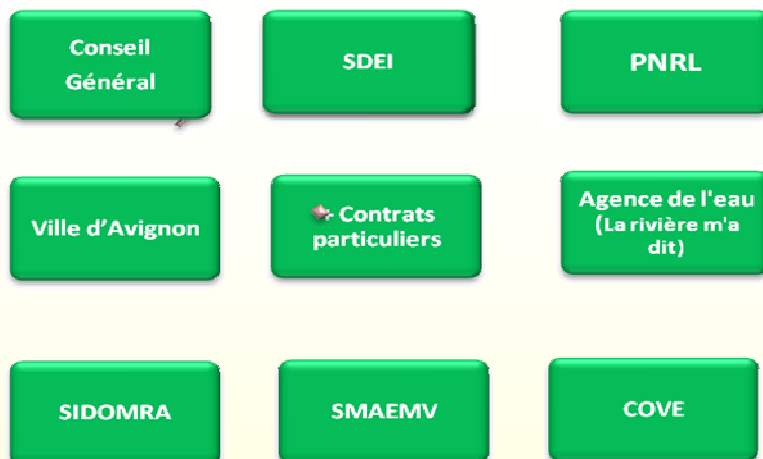 Conseil
Général
SDEI
PNRL
Ville d’Avignon
Contrats
particuliers
Agence de l'eau
(La rivière m'a
dit)
SIDOMRA
SMAEMV
COVE